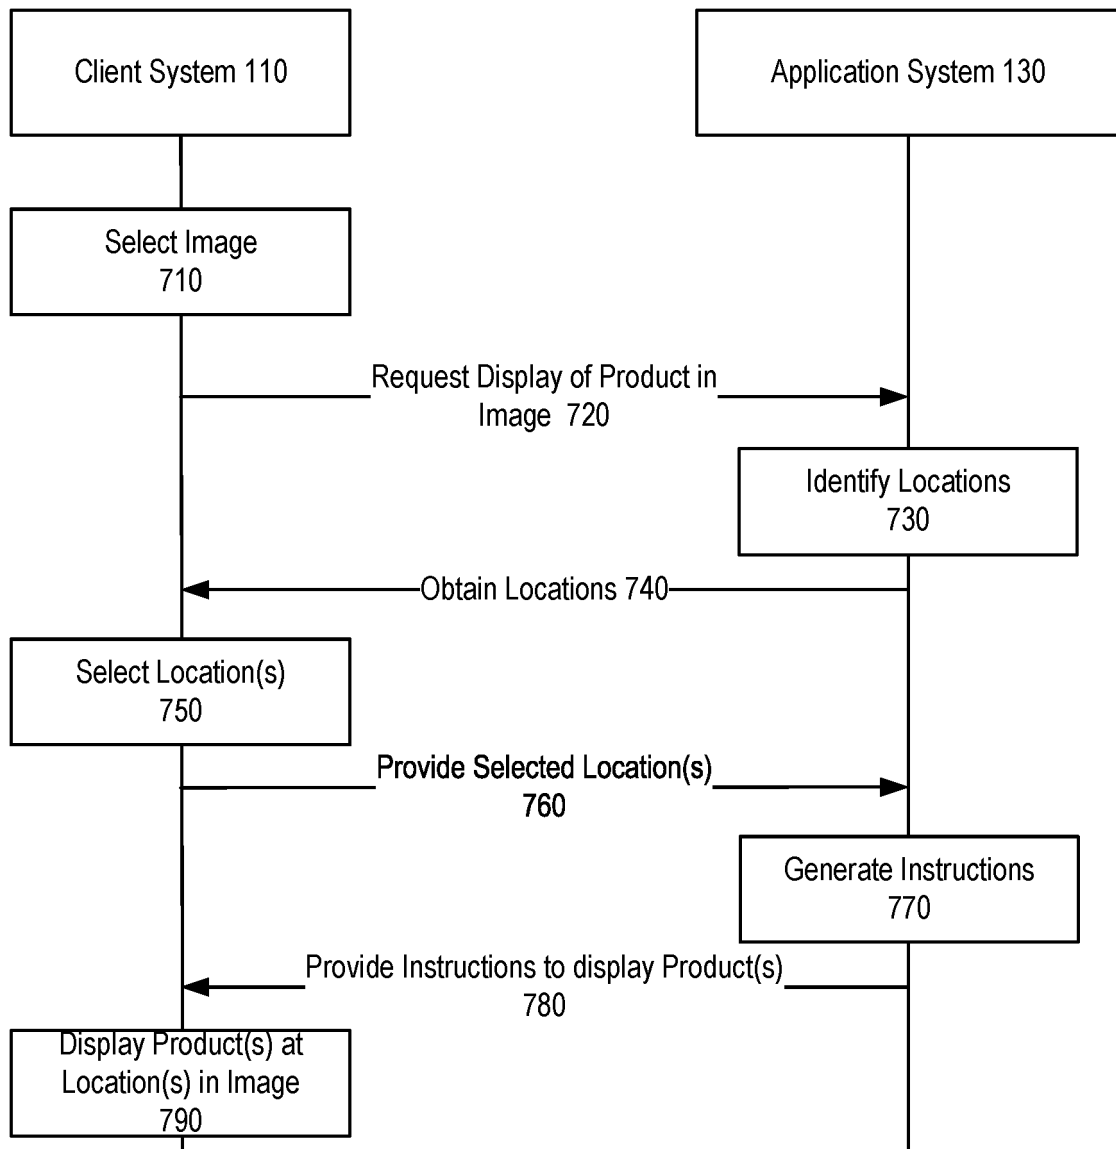 Client System 110
Application System 130
Select Image
710
Request Display of Product in
Image 720
Identify Locations
730
Obtain Locations 740
Select Location(s)
750
Provide Selected Location(s)
760
Generate Instructions
770
Provide Instructions to display Product(s)
780
Display Product(s) at
Location(s) in Image
790